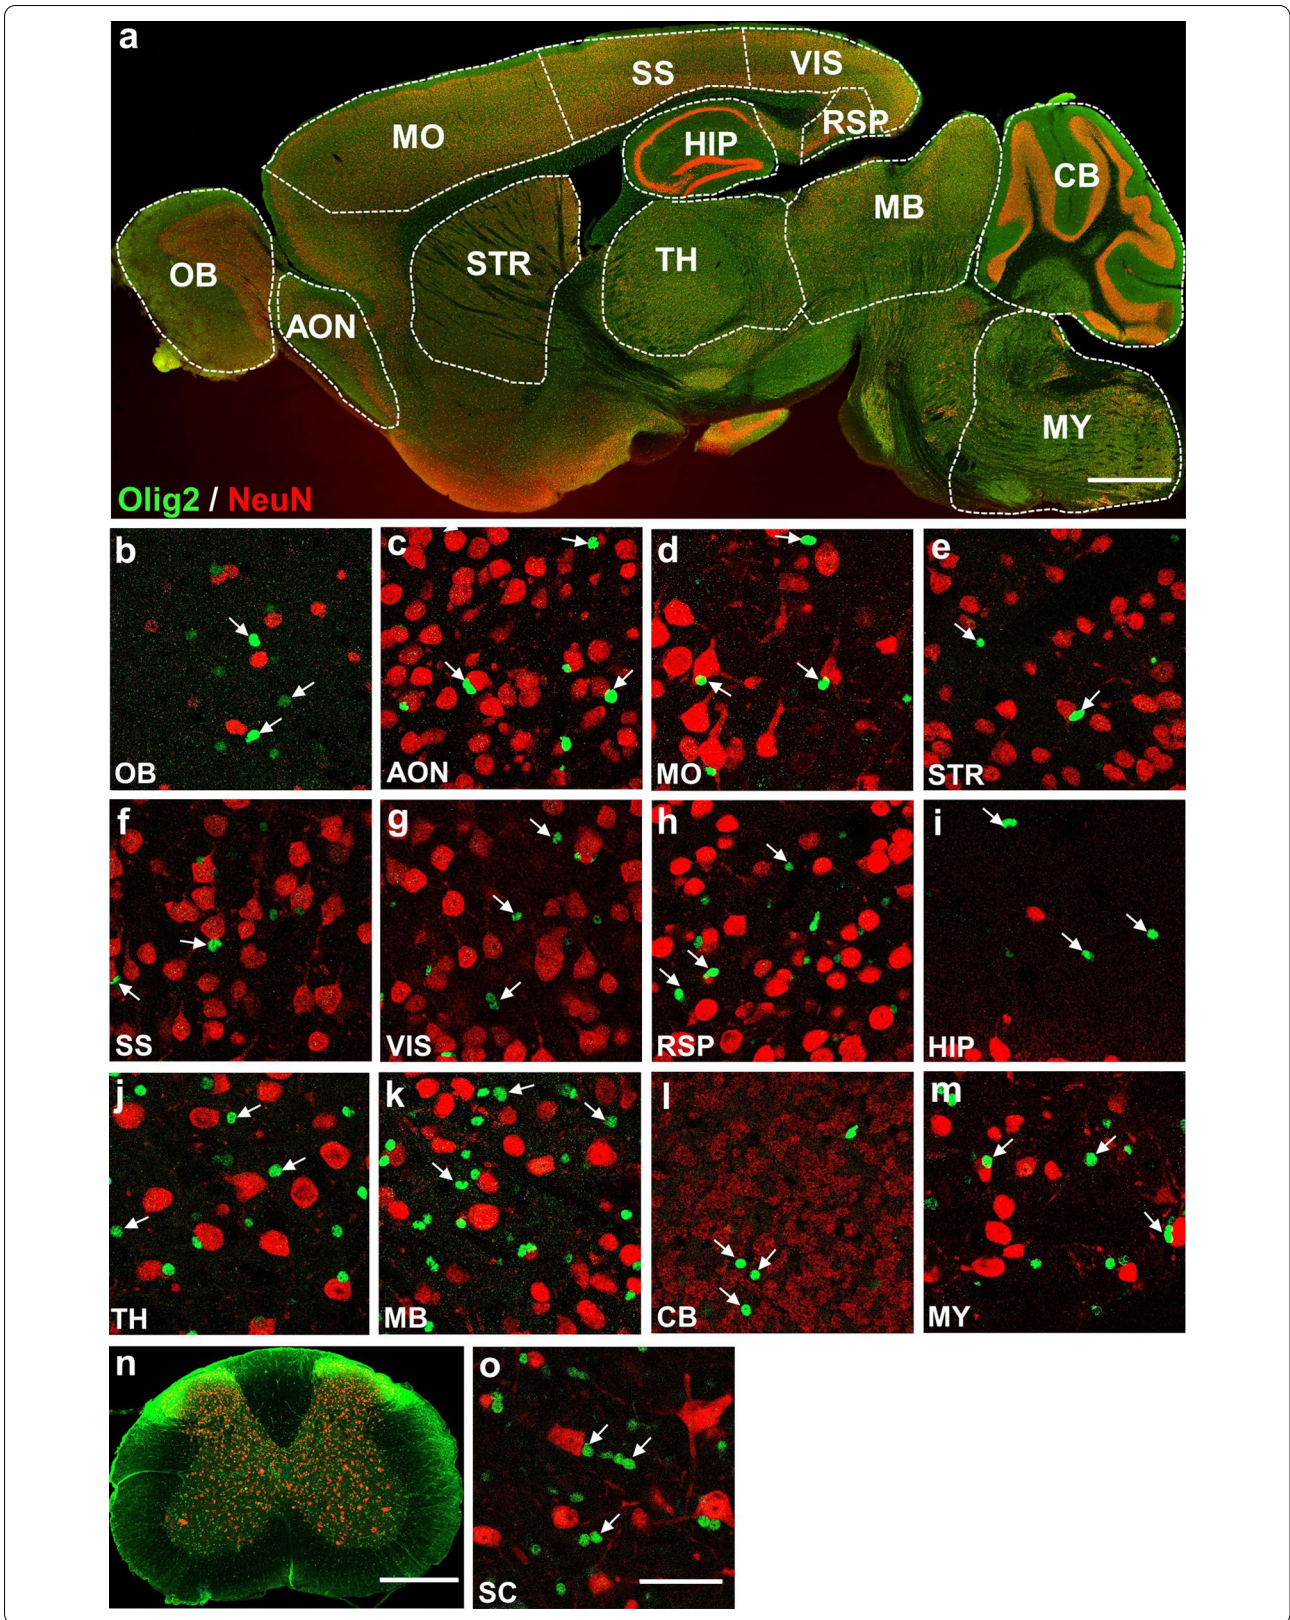 a
SS
VIS
MO
RSP
HIP
CB
MB
OB
STR
TH
AON
MY
Olig2 / NeuN
b
OB
c
AON
d
MO
e
STR
f
SS
g
VIS
h
RSP
i
HIP
j
TH
k
MB
l
CB
m
MY
n
o
SC